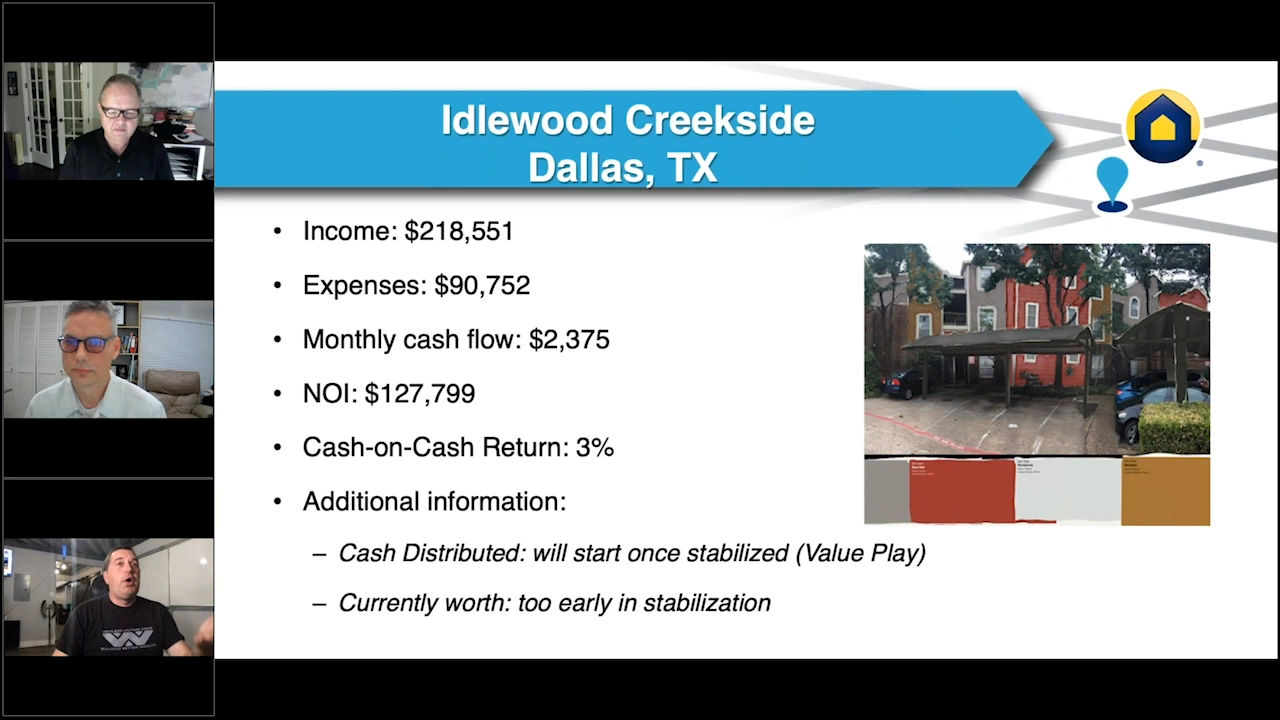 Idlewood Creekside
Dallas, TX
• Income: $218,551
• Expenses: $90,752
• Monthly cash flow: $2,375
• NOI: $127,799
• Cash-on-Cash Return: 3%
• Additional information:
– Cash Distributed: will start once stabilized (Value Play)
– Currently worth: too early in stabilization
®